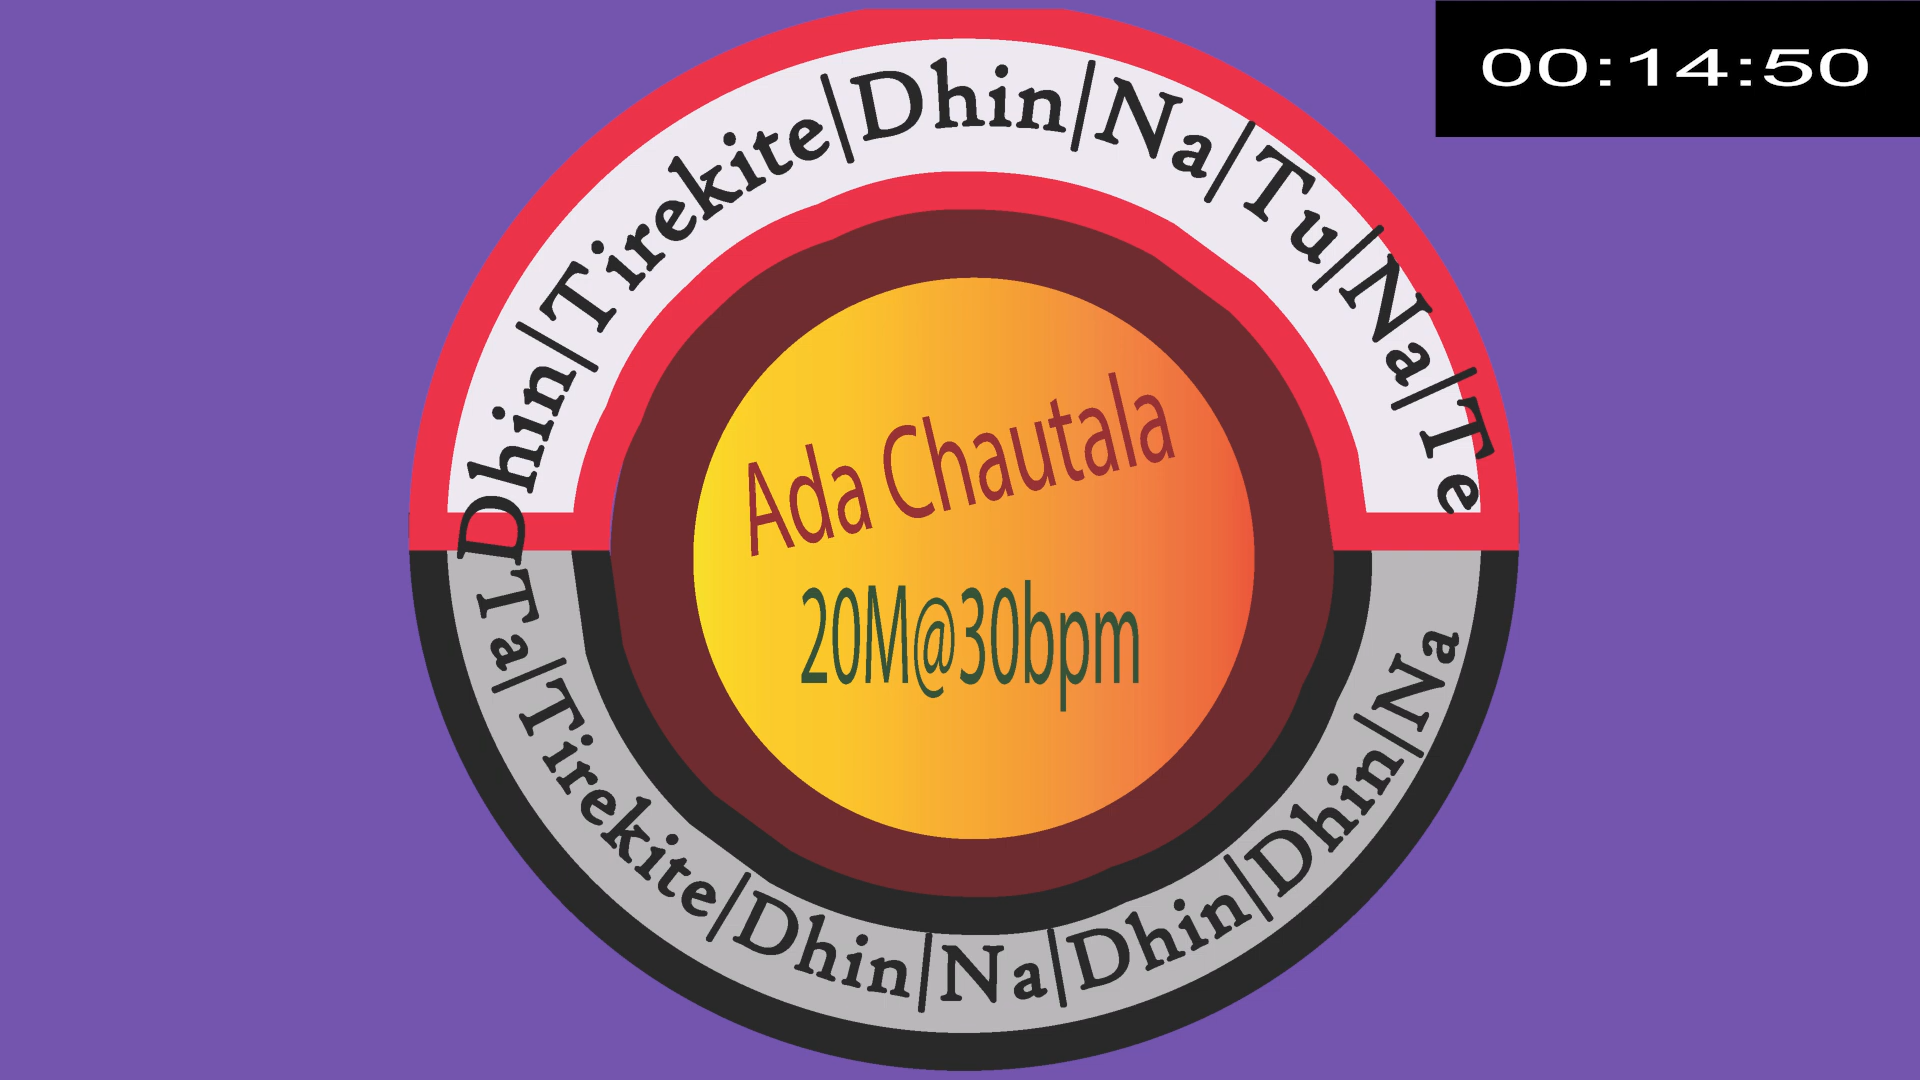 00:14:50
Dhin|Tirekite|Dhin|Na|Tu|Na|Te
Ada Chautala
20M@30bpm
Ta|Tirekite|Dhin|Na|Dhin|Dhin|Na